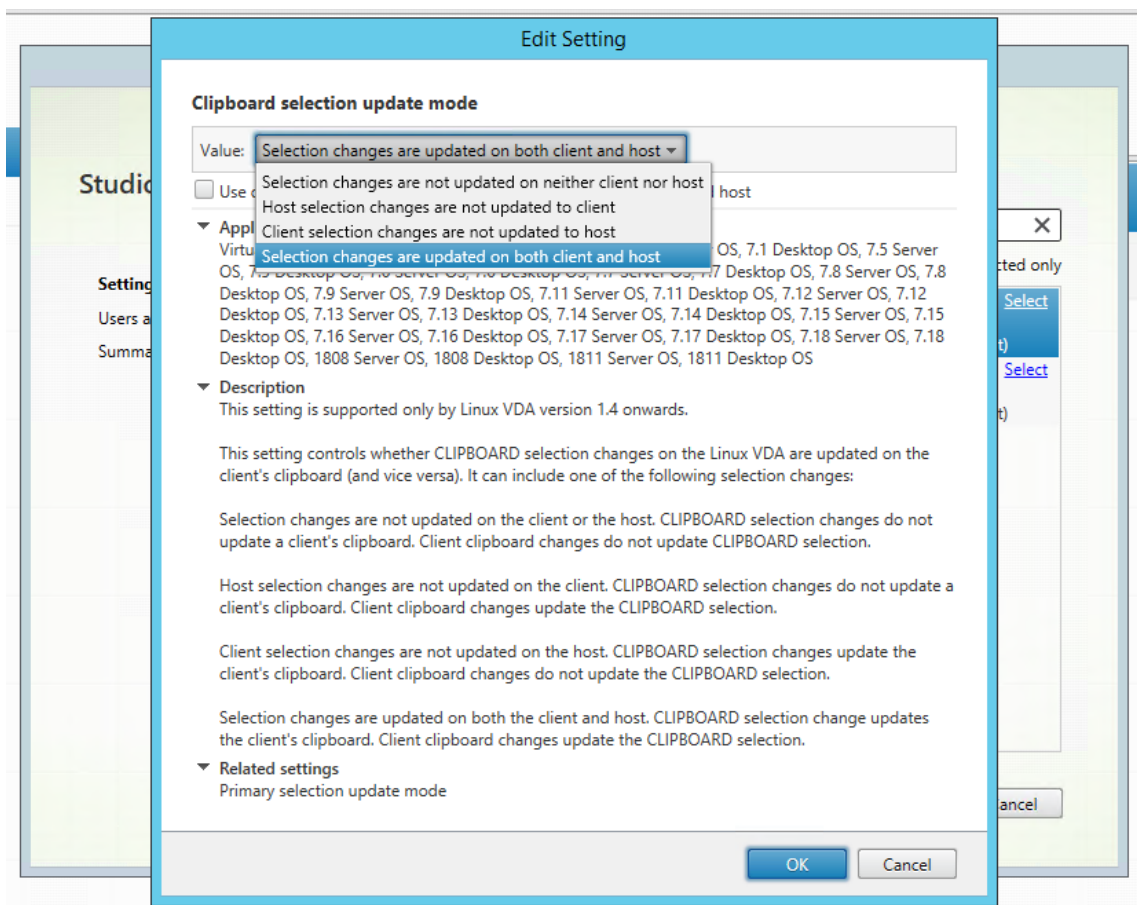 Edit Setting
Clipboard selection update mode
Value: Selection changes are updated on both client and host
Selection changes are not updated on neither client nor host
Use host
Host selection changes are not updated to client
Client selection changes are not updated to host
Selection changes are updated on both client and host
OS, 7.1 Desktop OS, 7.5 Server
OS, Desktop OS, 7.8 Server OS, 7.8
Desktop OS, 7.9 Server OS, 7.9 Desktop OS, 7.11 Server OS, 7.11 Desktop OS, 7.12 Server OS, 7.12
Desktop OS, 7.13 Server OS, 7.13 Desktop OS, 7.14 Server OS, 7.14 Desktop OS, 7.15 Server OS, 7.15
Desktop OS, 7.16 Server OS, 7.16 Desktop OS, 7.17 Server OS, 7.17 Desktop OS, 7.18 Server OS, 7.18
Desktop OS, 1808 Server OS, 1808 Desktop OS, 1811 Server OS, 1811 Desktop OS
Description
This setting is supported only by Linux VDA version 1.4 onwards.
This setting controls whether CLIPBOARD selection changes on the Linux VDA are updated on the
client's clipboard (and vice versa). It can include one of the following selection changes:
Selection changes are not updated on the client or the host. CLIPBOARD selection changes do not
update a client's clipboard. Client clipboard changes do not update CLIPBOARD selection.
Host selection changes are not updated on the client. CLIPBOARD selection changes do not update a
client's clipboard. Client clipboard changes update the CLIPBOARD selection.
Client selection changes are not updated on the host. CLIPBOARD selection changes update the
client's clipboard. Client clipboard changes do not update the CLIPBOARD selection.
Selection changes are updated on both the client and host. CLIPBOARD selection change updates
the client's clipboard. Client clipboard changes update the CLIPBOARD selection.
Related settings
Primary selection update mode
OK Cancel
Studio
Setting
Users a
Summa
cted only
Select
t)
Select
t)
ancel